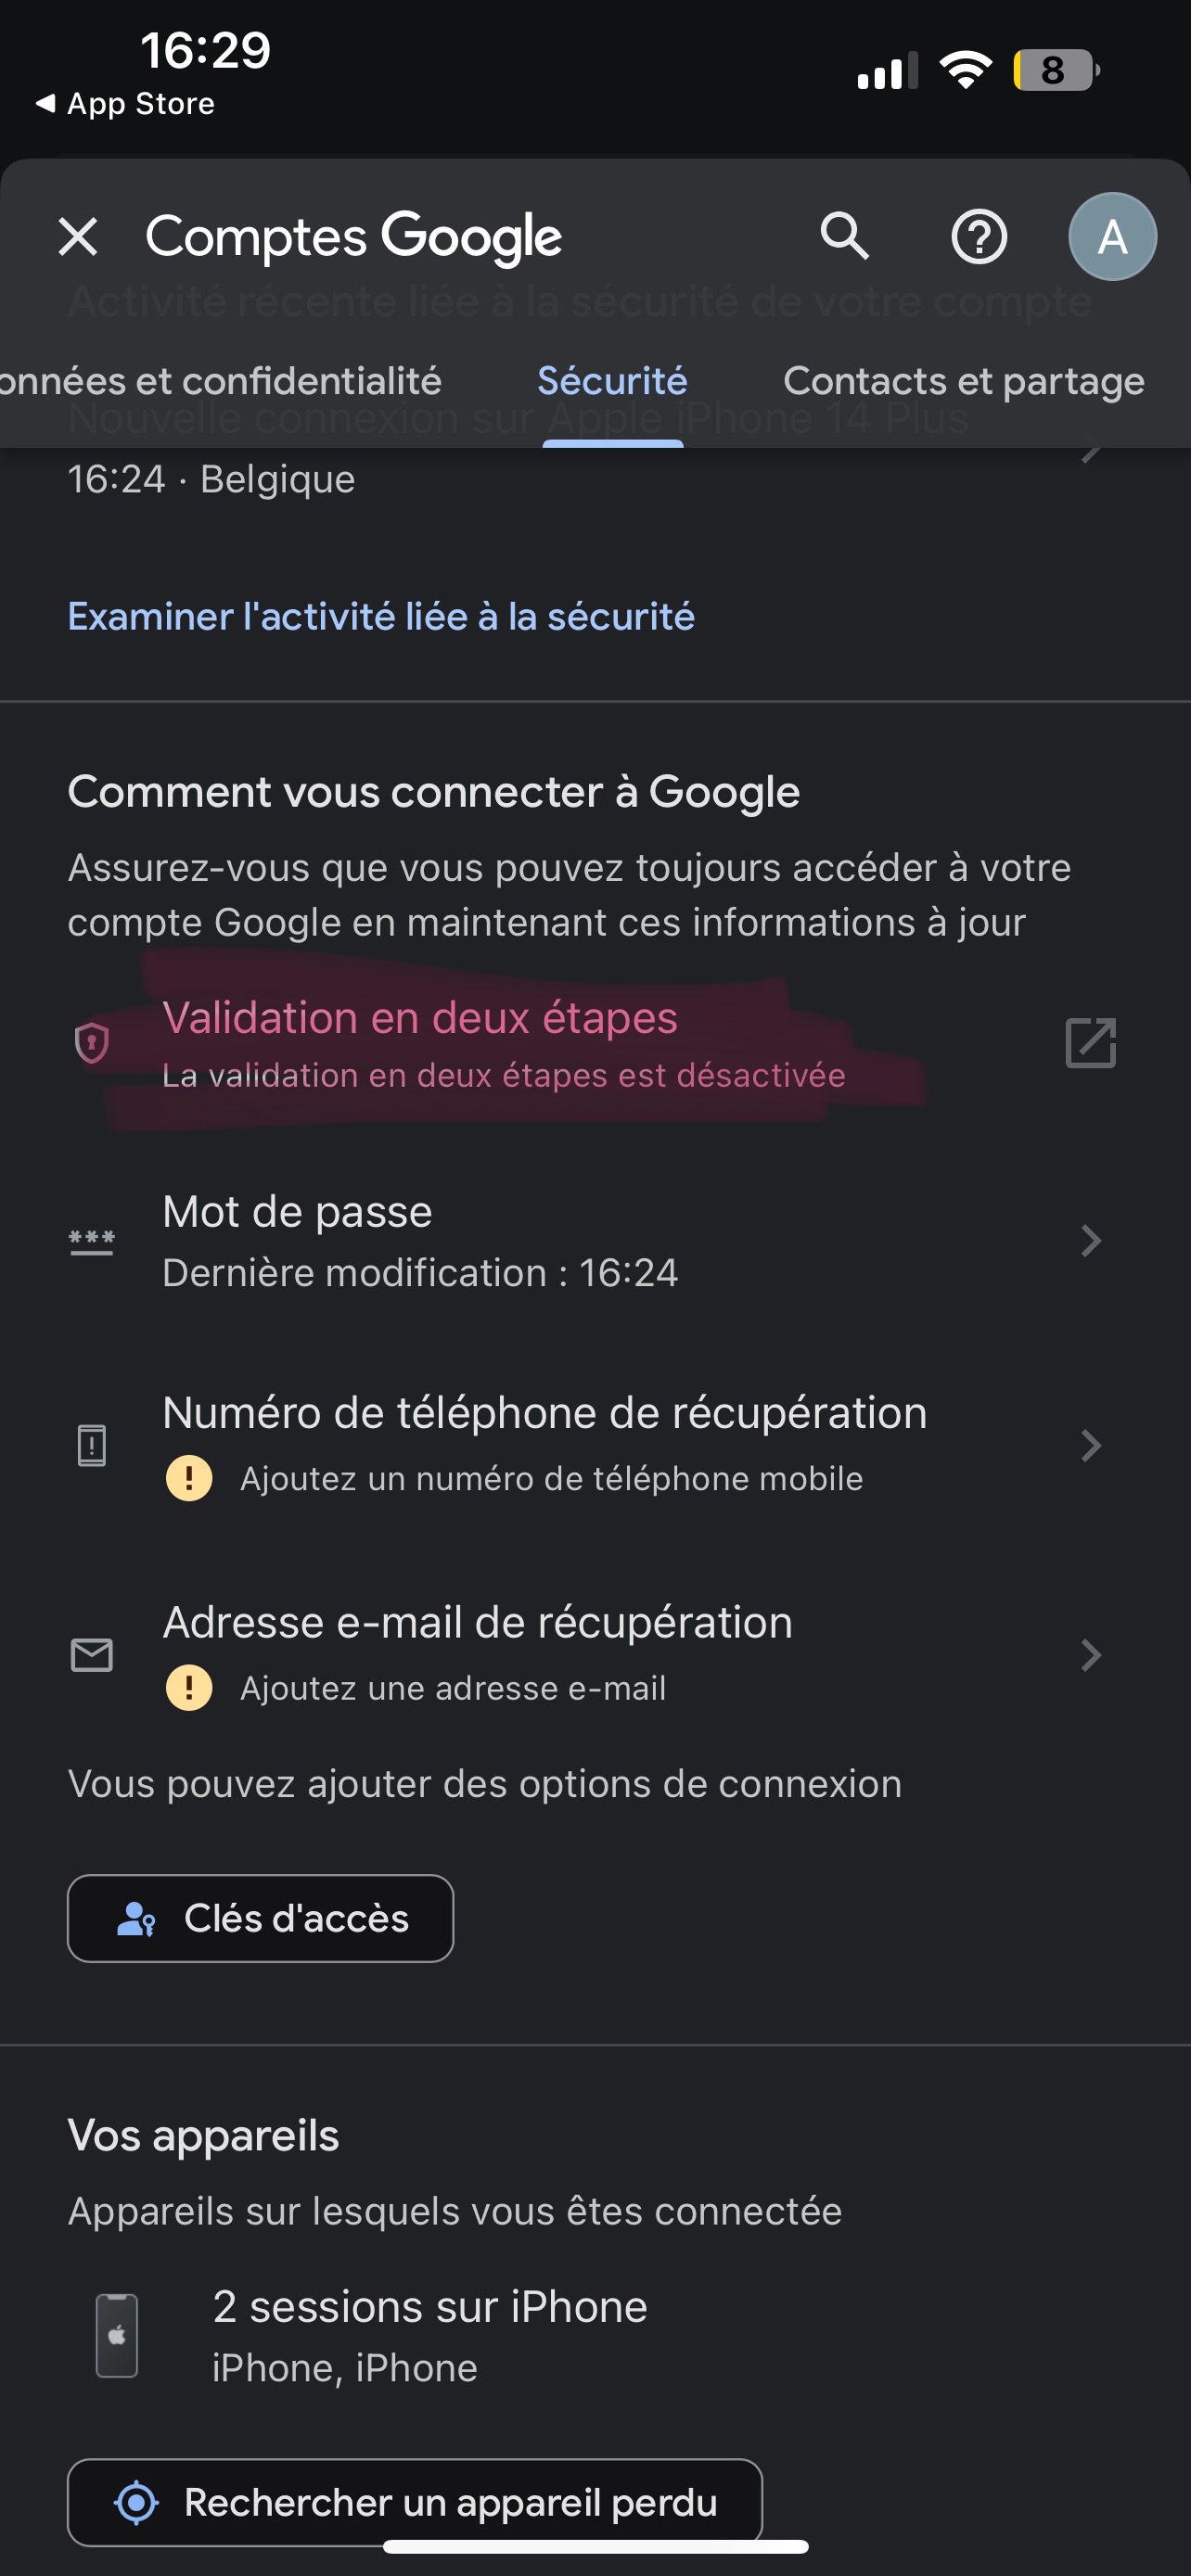 16:29
8
App Store
Comptes Google
A
Activité récente liée à la sécurité de votre compte
onnées et confidentialité
Sécurité
Contacts et partage
Nouvelle connexion sur Apple iPhone 14 Plus
16:24 · Belgique
Examiner l'activité liée à la sécurité
Comment vous connecter à Google
Assurez-vous que vous pouvez toujours accéder à votre
compte Google en maintenant ces informations à jour
Validation en deux étapes
La validation en deux étapes est désactivée
Mot de passe
Dernière modification : 16:24
Numéro de téléphone de récupération
Ajoutez un numéro de téléphone mobile
Adresse e-mail de récupération
Ajoutez une adresse e-mail
Vous pouvez ajouter des options de connexion
Clés d'accès
Vos appareils
Appareils sur lesquels vous êtes connectée
2 sessions sur iPhone
iPhone, iPhone
Rechercher un appareil perdu